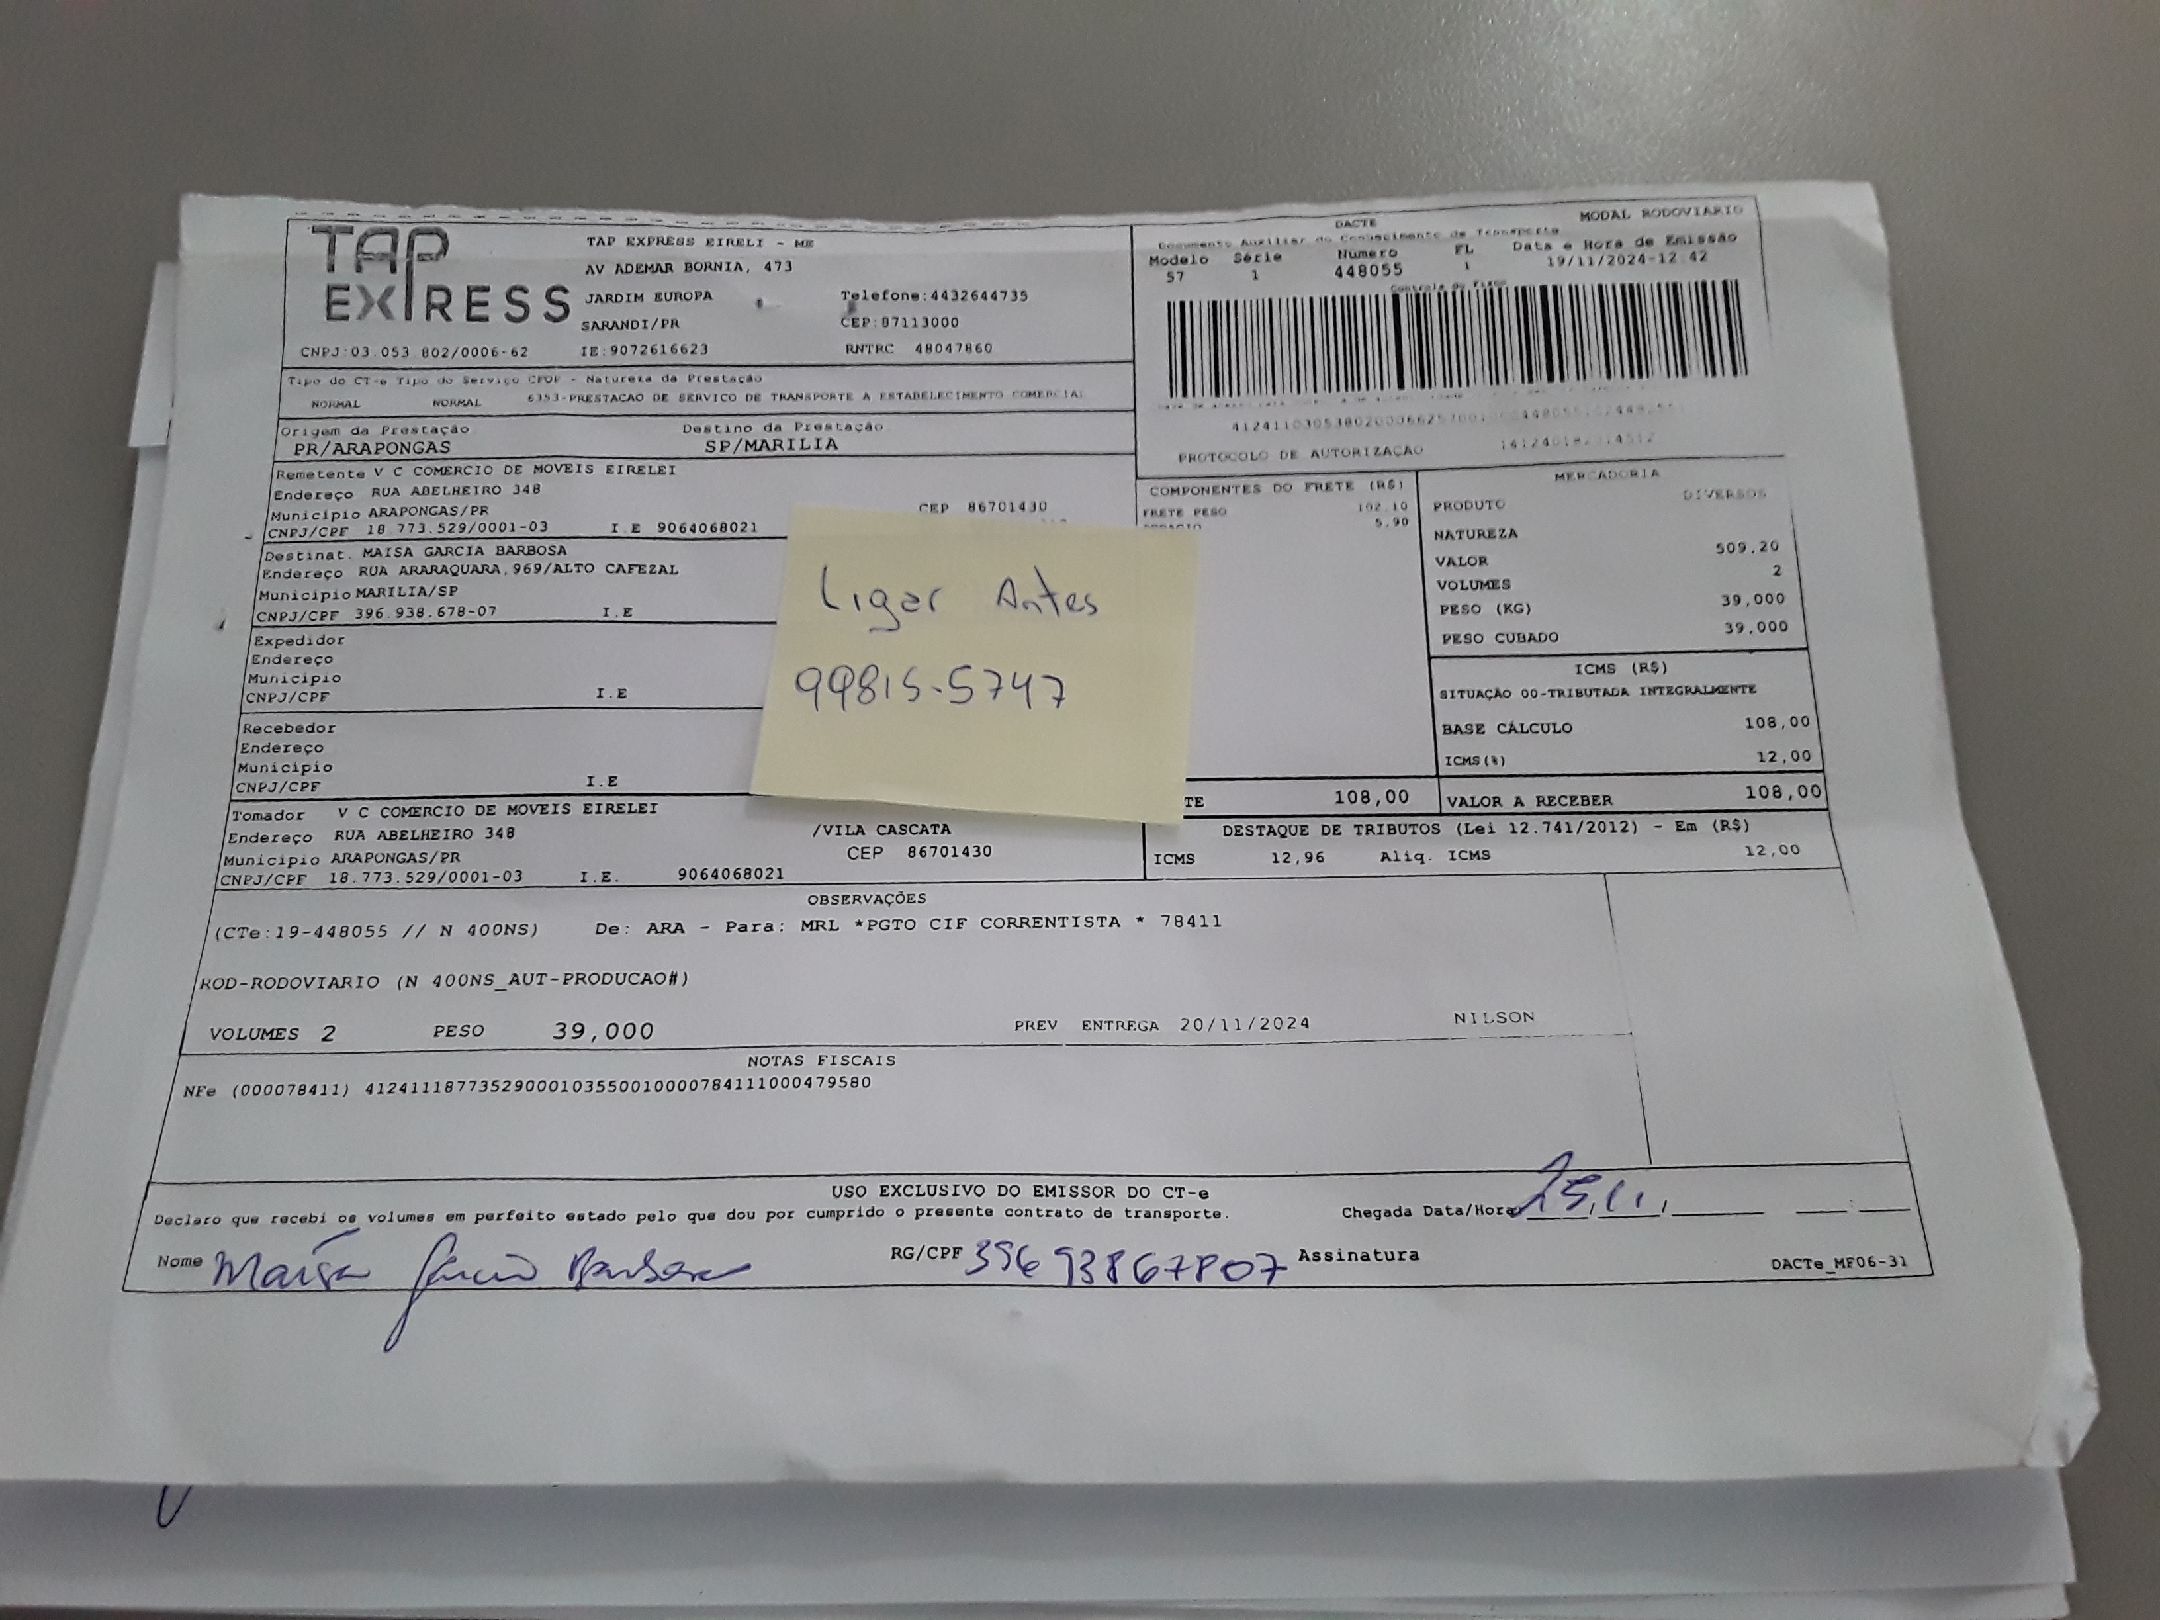 TAP EXPRESS
TAP EXPRESS EIRELI - ME
AV ADEMAR BORNIA, 473
JARDIM EUROPA Telefone:4432644735
SARANDI/PR CEP:87113000
CNPJ:03.053 802/0006-62 IE:9072616623 RNTRC 48047860
DACTE MODAL RODOVIARIO
Documento Auxiliar do Conhecimento de Transporte
Modelo Série Numero FL Data e Hora de Emissão
57 1 448055 1 19/11/2024-12.42
Controle do Fisco
Tipo do CT-e Tipo do Serviço CFOP - Natureza da Prestação
NORMAL NORMAL 6353-PRESTACAO DE SERVICO DE TRANSPORTE A ESTABELECIMENTO COMERCIAL
Origem da Prestação Destino da Prestação
PR/ARAPONGAS SP/MARILIA
PROTOCOLO DE AUTORIZAÇÃO
Remetente V C COMERCIO DE MOVEIS EIRELEI
Endereço RUA ABELHEIRO 348
Municipio ARAPONGAS/PR CEP 86701430
CNPJ/CPF 18.773.529/0001-03 I.E 9064068021
Destinat. MAISA GARCIA BARBOSA
Endereço RUA ARARAQUARA,969/ALTO CAFEZAL
Municipio MARILIA/SP
CNPJ/CPF 396.938.678-07 I.E
Expedidor
Endereço
Municipio
CNPJ/CPF I.E
Recebedor
Endereço
Municipio
CNPJ/CPF I.E
Tomador V C COMERCIO DE MOVEIS EIRELEI
Endereço RUA ABELHEIRO 348 /VILA CASCATA
Municipio ARAPONGAS/PR CEP 86701430
CNPJ/CPF 18.773.529/0001-03 I.E. 9064068021
Ligar Antes
99815-5747
COMPONENTES DO FRETE (R$)
FRETE PESO 102,10
5,90
TE 108,00
MERCADORIA
PRODUTO DIVERSOS
NATUREZA
VALOR 509,20
VOLUMES 2
PESO (KG) 39,000
PESO CUBADO 39,000
ICMS (R$)
SITUAÇÃO 00-TRIBUTADA INTEGRALMENTE
BASE CÁLCULO 108,00
ICMS(%) 12,00
VALOR A RECEBER 108,00
DESTAQUE DE TRIBUTOS (Lei 12.741/2012) - Em (R$)
ICMS 12,96 Aliq. ICMS 12,00
OBSERVAÇÕES
(CTe:19-448055 // N 400NS) De: ARA - Para: MRL *PGTO CIF CORRENTISTA * 78411
ROD-RODOVIARIO (N 400NS_AUT-PRODUCAO#)
VOLUMES 2 PESO 39,000 PREV ENTREGA 20/11/2024 NILSON
NOTAS FISCAIS
NFe (000078411) 41241118773529000103550010000784111000479580
USO EXCLUSIVO DO EMISSOR DO CT-e
Declaro que recebi os volumes em perfeito estado pelo que dou por cumprido o presente contrato de transporte. Chegada Data/Hora 25,11,
Nome Maísa Garcia Barbosa RG/CPF 39693867807 Assinatura
DACTe_MF06-31